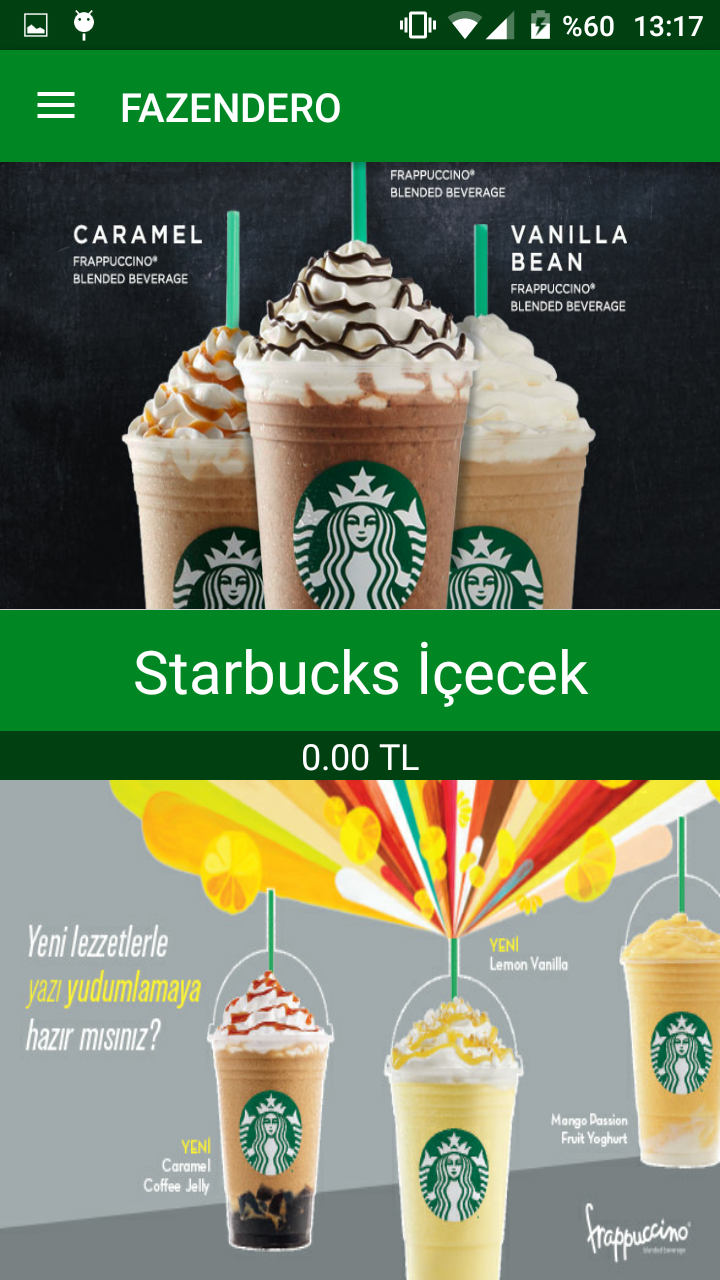 %60 13:17
FAZENDERO
FRAPPUCCINO®
BLENDED BEVERAGE
CARAMEL
FRAPPUCCINO®
BLENDED BEVERAGE
VANILLA
BEAN
FRAPPUCCINO®
BLENDED BEVERAGE
Starbucks İçecek
0.00 TL
Yeni lezzetlerle
yazı yudumlamaya
hazır mısınız?
YENİ
Lemon Vanilla
Mango Passion
Fruit Yoghurt
YENİ
Caramel
Coffee Jelly
frappuccino®
blended beverage